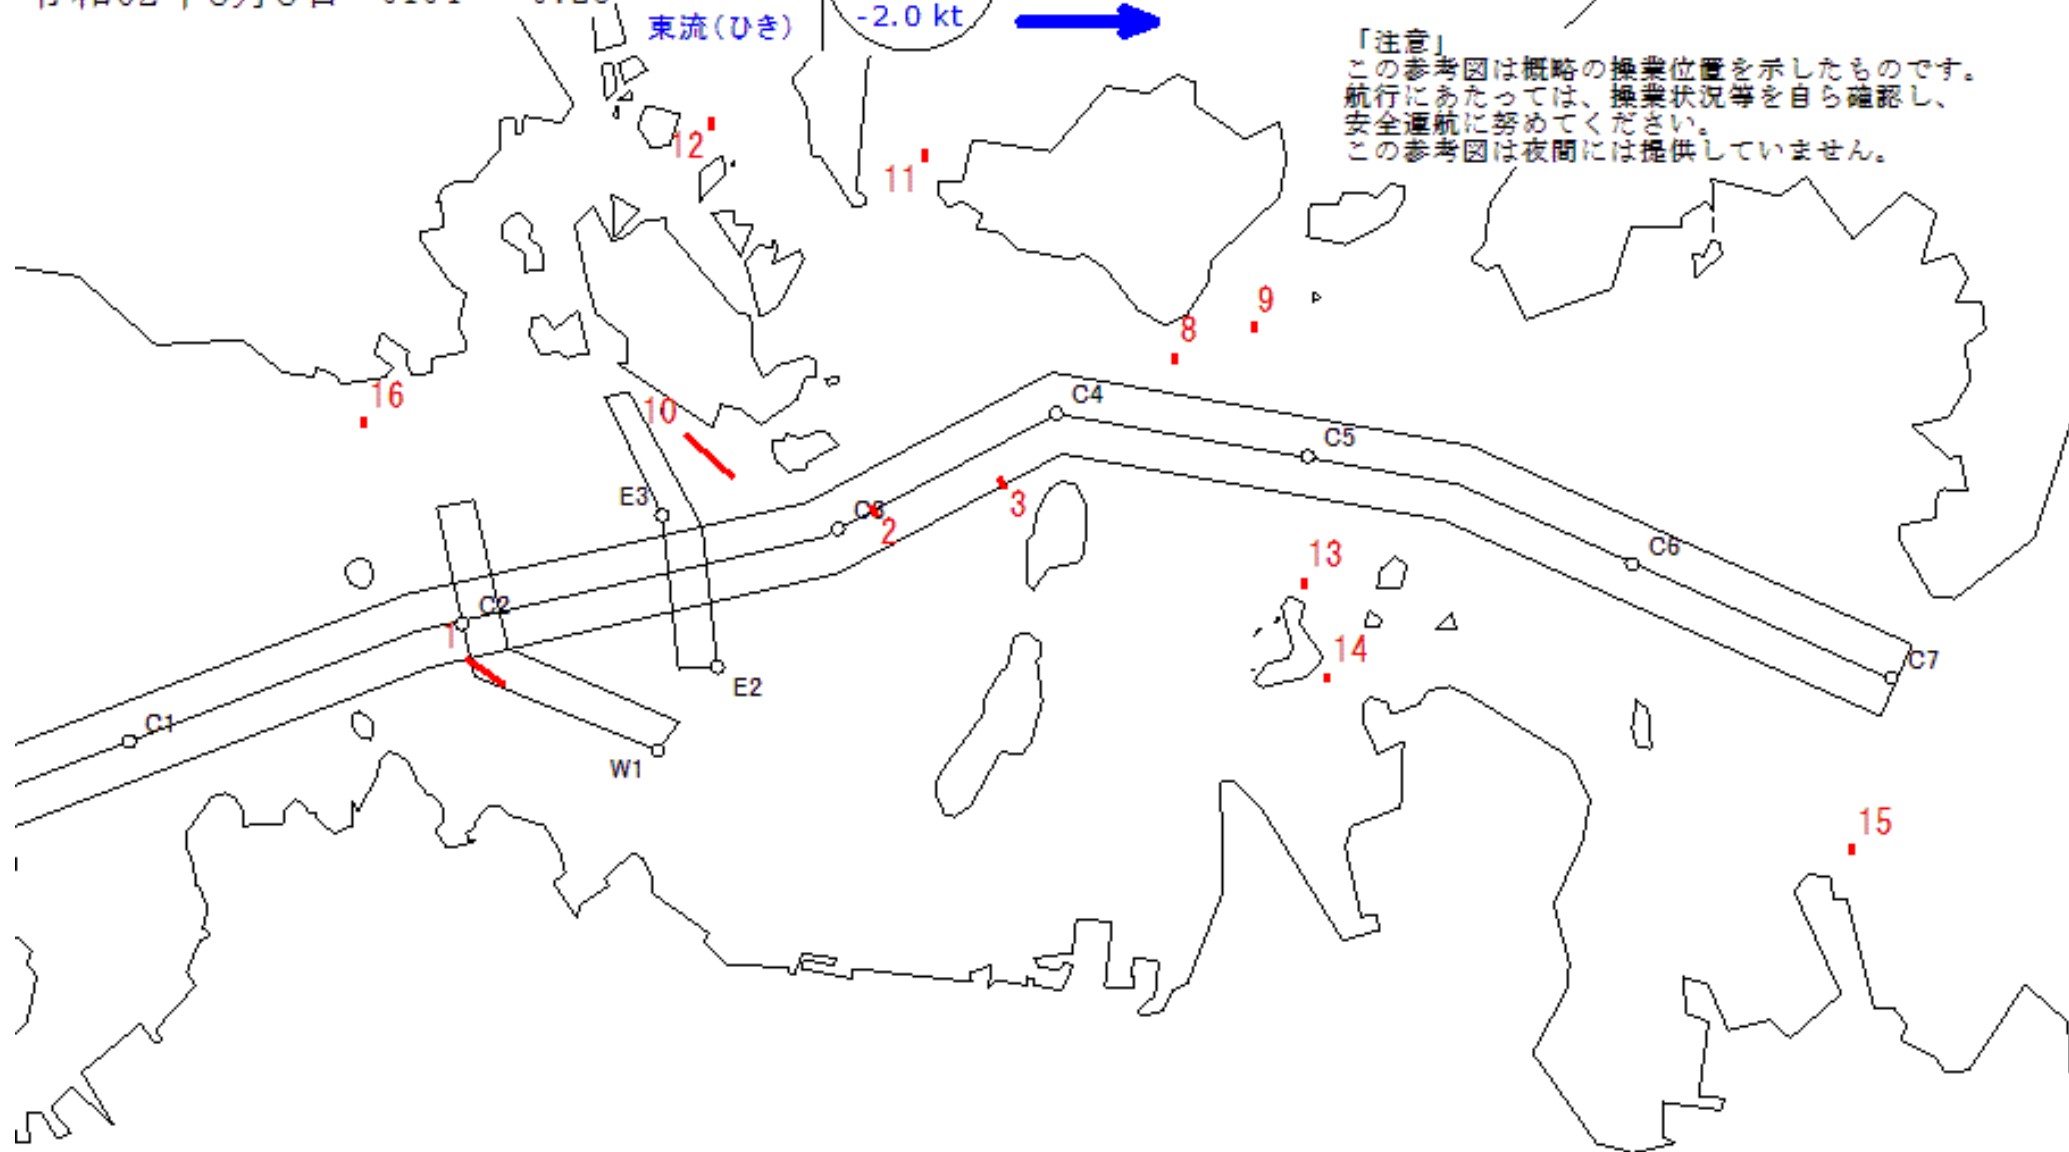 東流(ひき)
-2.0 kt
「注意」
この参考図は概略の操業位置を示したものです。
航行にあたっては、操業状況等を自ら確認し、
安全運航に努めてください。
この参考図は夜間には提供していません。
12
11
9
8
16
10
C4
C5
E3
C3
2
3
13
C6
C2
1
14
C7
E2
C1
W1
15